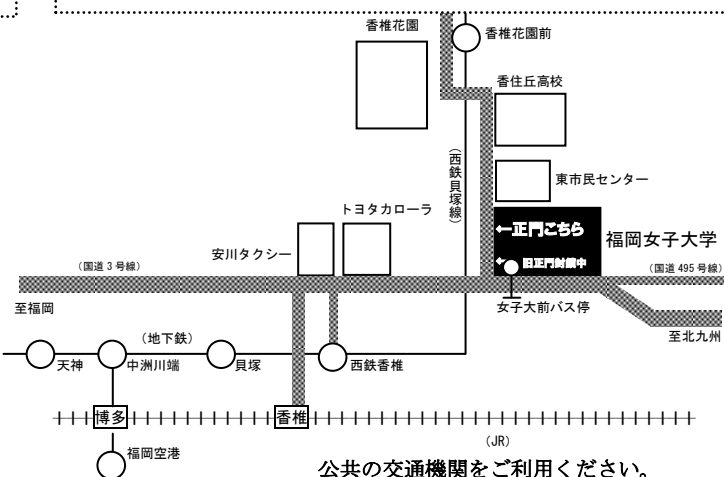 香椎花園
香椎花園前
香住丘高校
(西鉄貝塚線)
東市民センター
トヨタカローラ
←正門こちら
福岡女子大学
安川タクシー
← 旧正門封鎖中
(国道3号線)
(国道495号線)
至福岡
女子大前バス停
(地下鉄)
至北九州
天神
中洲川端
貝塚
西鉄香椎
博多
香椎
(JR)
福岡空港
公共の交通機関をご利用ください。